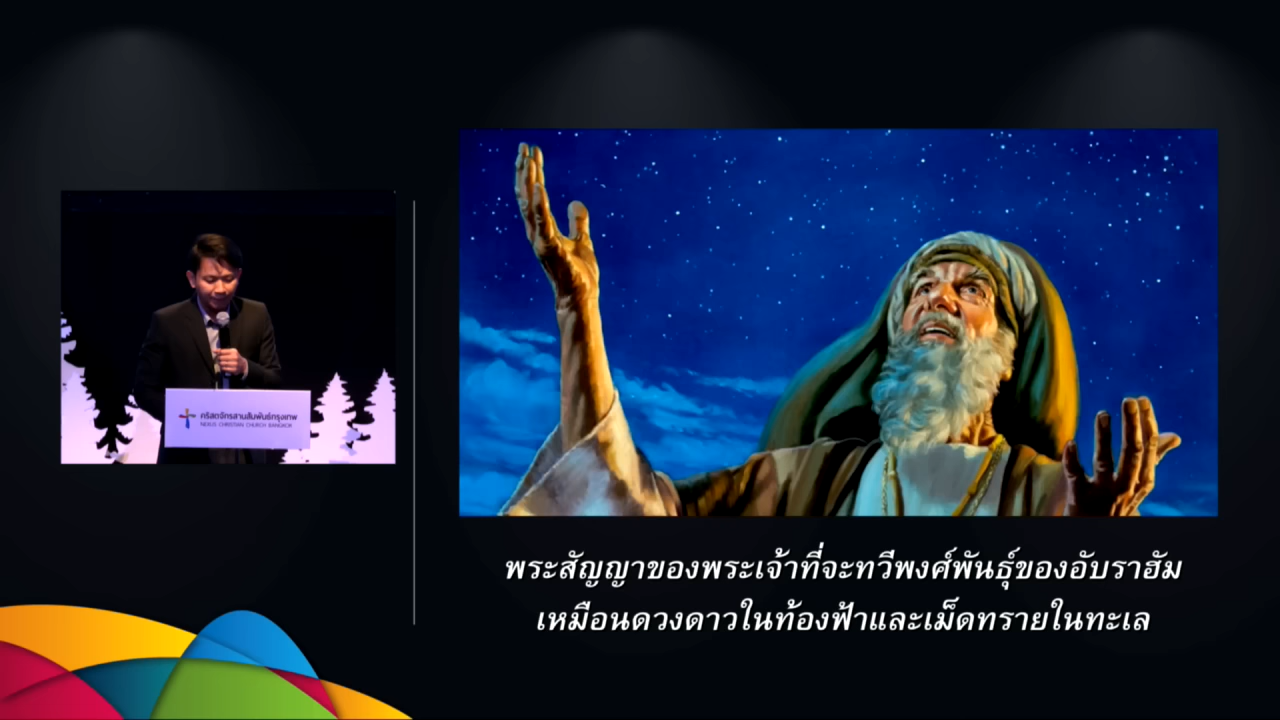 คริสตจักรสานสัมพันธ์กรุงเทพ
NEXUS CHRISTIAN CHURCH BANGKOK
พระสัญญาของพระเจ้าที่จะทวีพงศ์พันธุ์ของอับราฮัม
เหมือนดวงดาวในท้องฟ้าและเม็ดทรายในทะเล